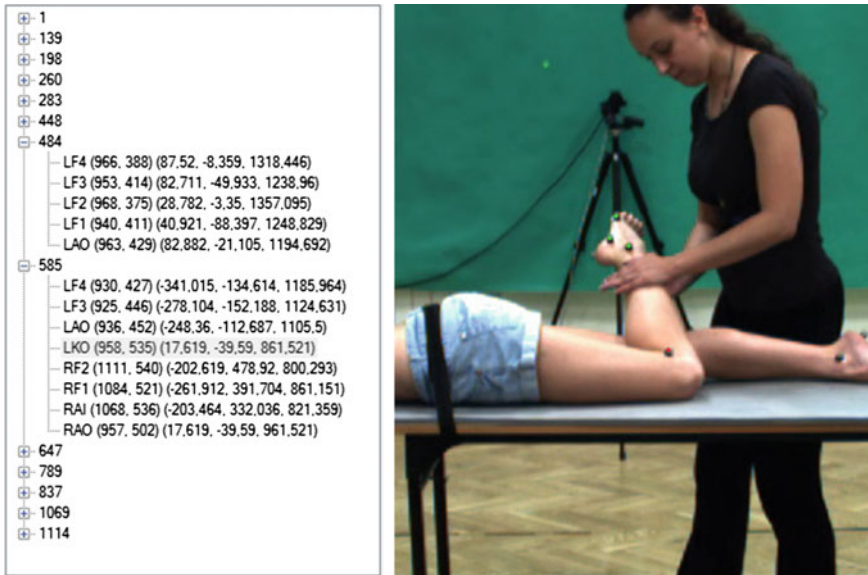 1
139
198
260
283
448
484
LF4 (966, 388) (87,52, -8,359, 1318,446)
LF3 (953, 414) (82,711, -49,933, 1238,96)
LF2 (968, 375) (28,782, -3,35, 1357,095)
LF1 (940, 411) (40,921, -88,397, 1248,829)
LAO (963, 429) (82,882, -21,105, 1194,692)
585
LF4 (930, 427) (-341,015, -134,614, 1185,964)
LF3 (925, 446) (-278,104, -152,188, 1124,631)
LAO (936, 452) (-248,36, -112,687, 1105,5)
LKO (958, 535) (17,619, -39,59, 861,521)
RF2 (1111, 540) (-202,619, 478,92, 800,293)
RF1 (1084, 521) (-261,912, 391,704, 861,151)
RAI (1068, 536) (-203,464, 332,036, 821,359)
RAO (957, 502) (17,619, -39,59, 961,521)
647
789
837
1069
1114